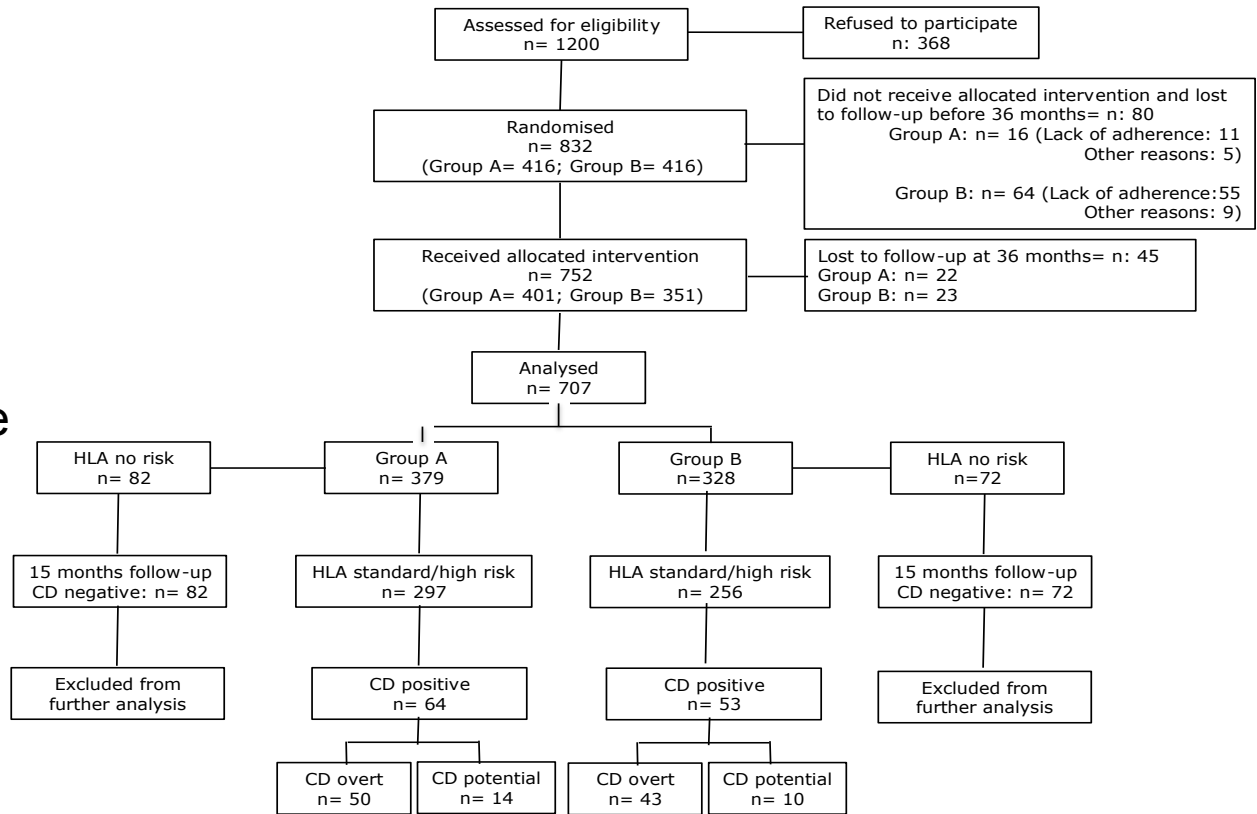 Assessed for eligibility
n= 1200
Refused to participate
n: 368
Did not receive allocated intervention and lost
to follow-up before 36 months= n: 80
Group A: n= 16 (Lack of adherence: 11
Other reasons: 5)
Group B: n= 64 (Lack of adherence:55
Other reasons: 9)
Randomised
n= 832
(Group A= 416; Group B= 416)
Received allocated intervention
n= 752
(Group A= 401; Group B= 351)
Lost to follow-up at 36 months= n: 45
Group A: n= 22
Group B: n= 23
Analysed
n= 707
e
HLA no risk
n= 82
Group A
n= 379
Group B
n=328
HLA no risk
n=72
15 months follow-up
CD negative: n= 82
HLA standard/high risk
n= 297
HLA standard/high risk
n= 256
15 months follow-up
CD negative: n= 72
Excluded from
further analysis
CD positive
n= 64
CD positive
n= 53
Excluded from
further analysis
CD overt
n= 50
CD potential
n= 14
CD overt
n= 43
CD potential
n= 10